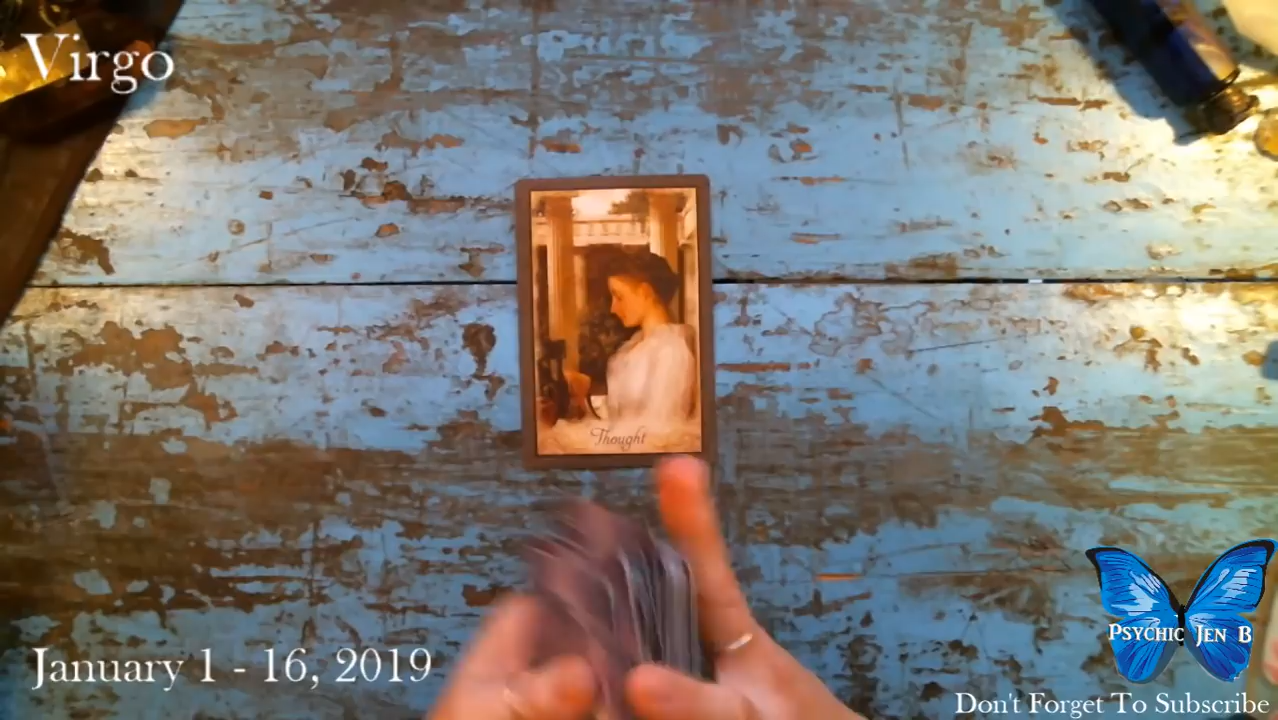 Virgo
Thought
January 1 - 16, 2019
Psychic Jen B
Don't Forget To Subscribe